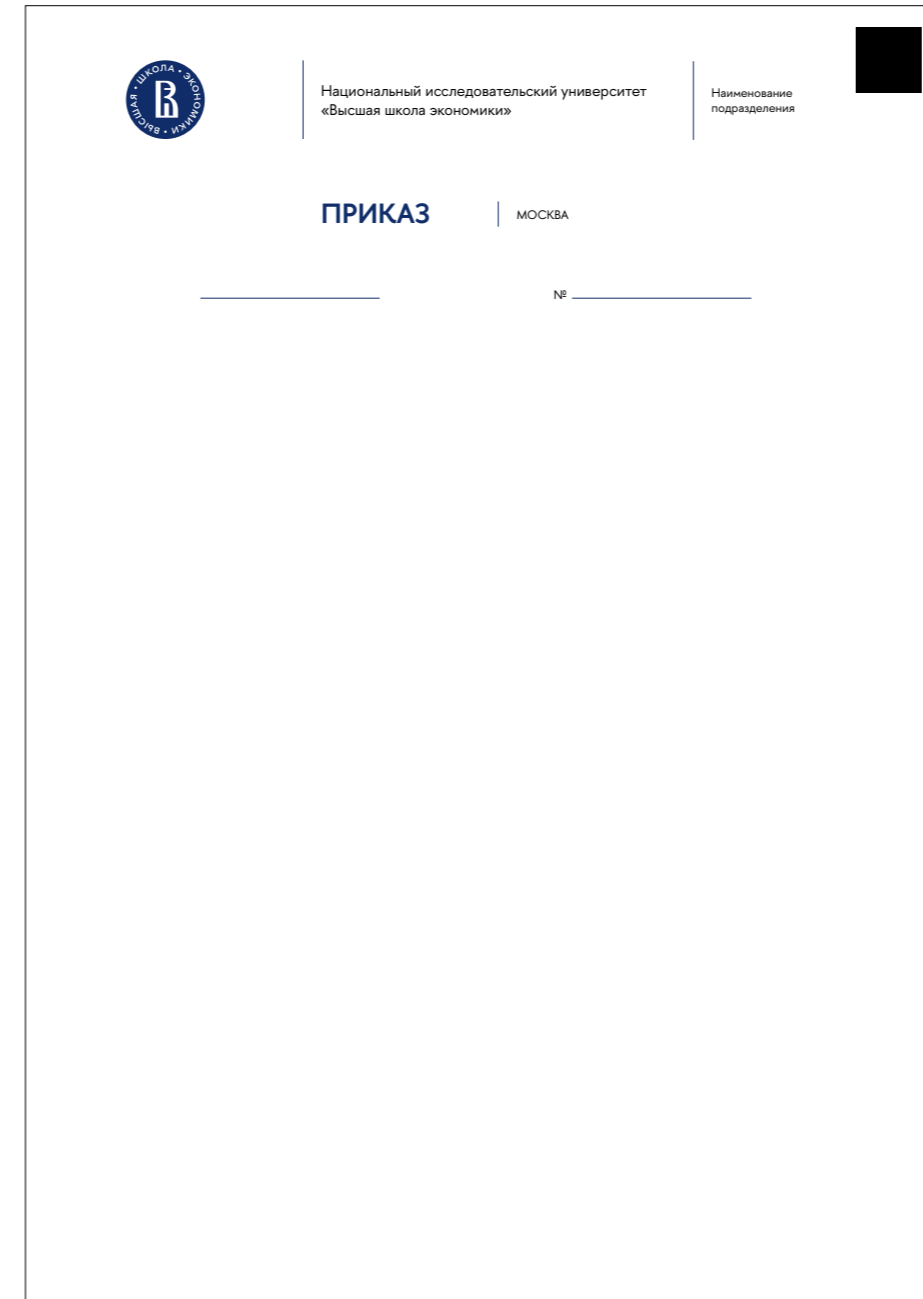 ВЫСШАЯ • ШКОЛА • ЭКОНОМИКИ •
Национальный исследовательский университет
«Высшая школа экономики»
Наименование
подразделения
ПРИКАЗ
МОСКВА
№